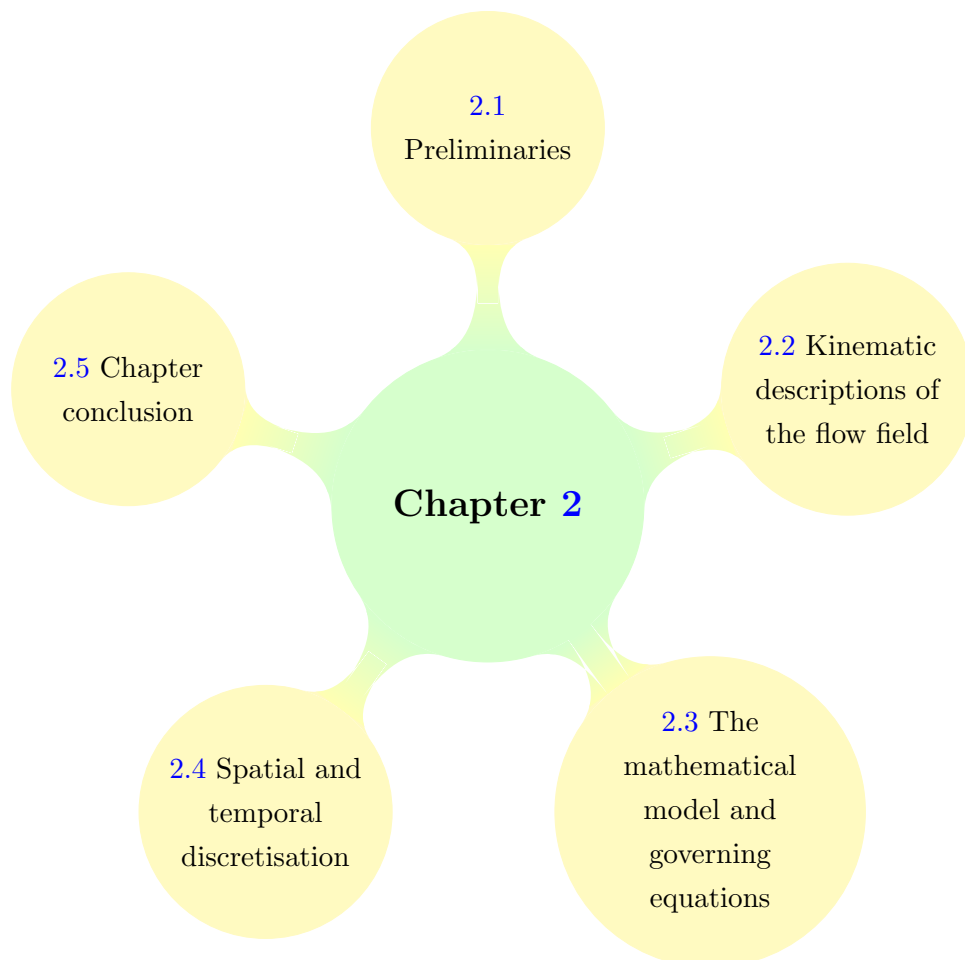 2.1
Preliminaries
2.2 Kinematic
descriptions of
the flow field
2.3 The
mathematical
model and
governing
equations
2.4 Spatial and
temporal
discretisation
2.5 Chapter
conclusion
Chapter 2